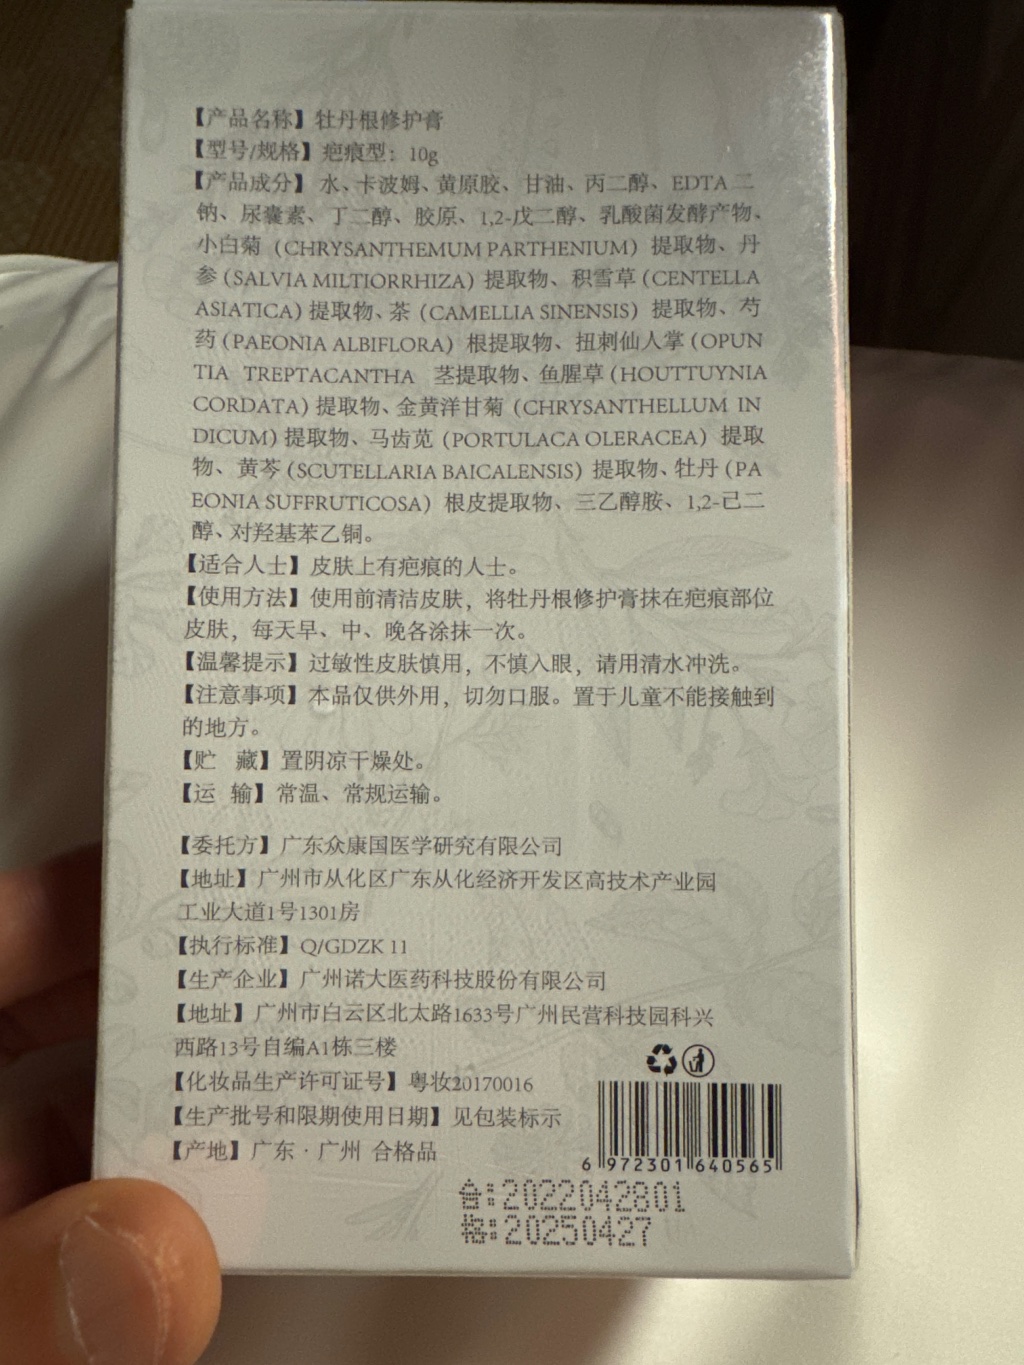 【产品名称】牡丹根修护膏
【型号/规格】疤痕型：10g
【产品成分】水、卡波姆、黄原胶、甘油、丙二醇、EDTA 二
钠、尿囊素、丁二醇、胶原、1,2-戊二醇、乳酸菌发酵产物、
小白菊（CHRYSANTHEMUM PARTHENIUM）提取物、丹
参（SALVIA MILTIORRHIZA）提取物、积雪草（CENTELLA
ASIATICA）提取物、茶（CAMELLIA SINENSIS）提取物、芍
药（PAEONIA ALBIFLORA）根提取物、扭刺仙人掌（OPUN
TIA TREPTACANTHA 茎提取物、鱼腥草（HOUTTUYNIA
CORDATA）提取物、金黄洋甘菊（CHRYSANTHELLUM IN
DICUM）提取物、马齿苋（PORTULACA OLERACEA）提取
物、黄芩（SCUTELLARIA BAICALENSIS）提取物、牡丹（PA
EONIA SUFFRUTICOSA）根皮提取物、三乙醇胺、1,2-己二
醇、对羟基苯乙铜。
【适合人士】皮肤上有疤痕的人士。
【使用方法】使用前清洁皮肤，将牡丹根修护膏抹在疤痕部位
皮肤，每天早、中、晚各涂抹一次。
【温馨提示】过敏性皮肤慎用，不慎入眼，请用清水冲洗。
【注意事项】本品仅供外用，切勿口服。置于儿童不能接触到
的地方。
【贮 藏】置阴凉干燥处。
【运 输】常温、常规运输。
【委托方】广东众康国医学研究有限公司
【地址】广州市从化区广东从化经济开发区高技术产业园
工业大道1号1301房
【执行标准】Q/GDZK 11
【生产企业】广州诺大医药科技股份有限公司
【地址】广州市白云区北太路1633号广州民营科技园科兴
西路13号自编A1栋三楼
【化妆品生产许可证号】粤妆20170016
【生产批号和限期使用日期】见包装标示
【产地】广东·广州 合格品
6 972301 640565
合:2022042801
格:20250427